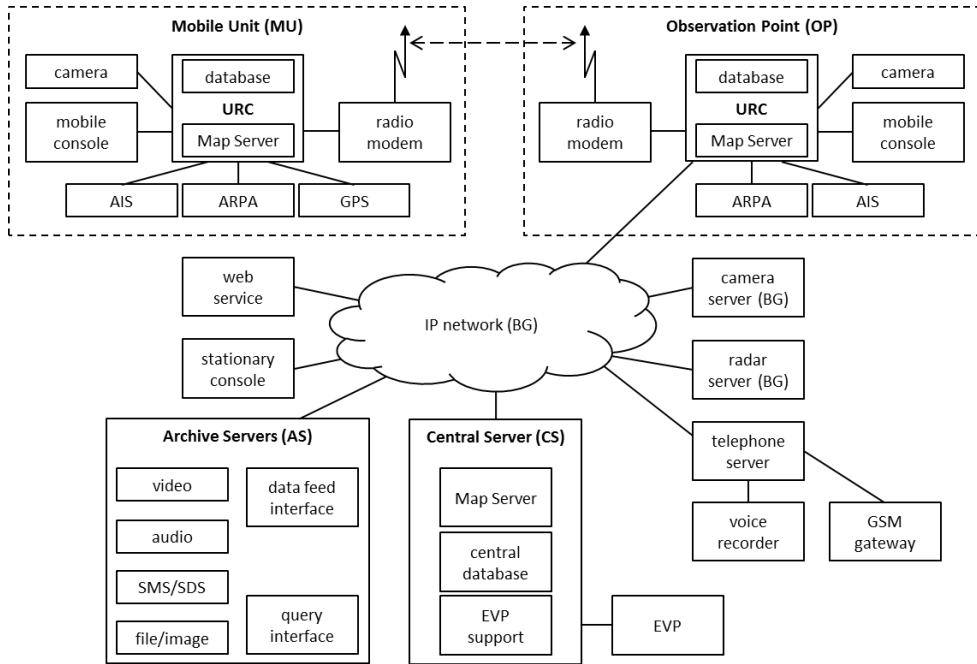 Mobile Unit (MU)
camera
mobile
console
database
URC
Map Server
radio
modem
AIS
ARPA
GPS
Observation Point (OP)
radio
modem
database
URC
Map Server
camera
mobile
console
ARPA
AIS
web
service
stationary
console
IP network (BG)
camera
server (BG)
radar
server (BG)
telephone
server
voice
recorder
GSM
gateway
Archive Servers (AS)
video
audio
SMS/SDS
file/image
data feed
interface
query
interface
Central Server (CS)
Map Server
central
database
EVP
support
EVP